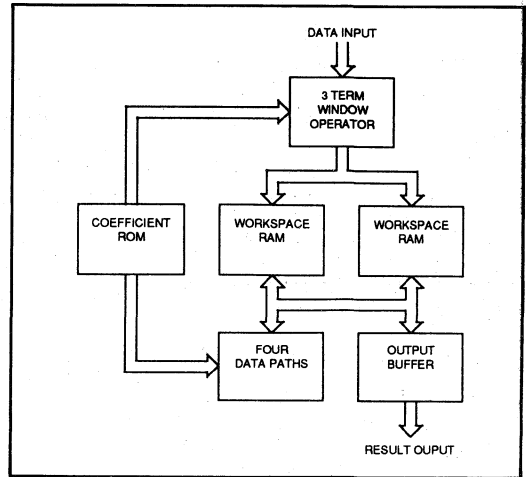 DATA INPUT
3 TERM
WINDOW
OPERATOR
COEFFICIENT
ROM
WORKSPACE
RAM
WORKSPACE
RAM
FOUR
DATA PATHS
OUTPUT
BUFFER
RESULT OUPUT